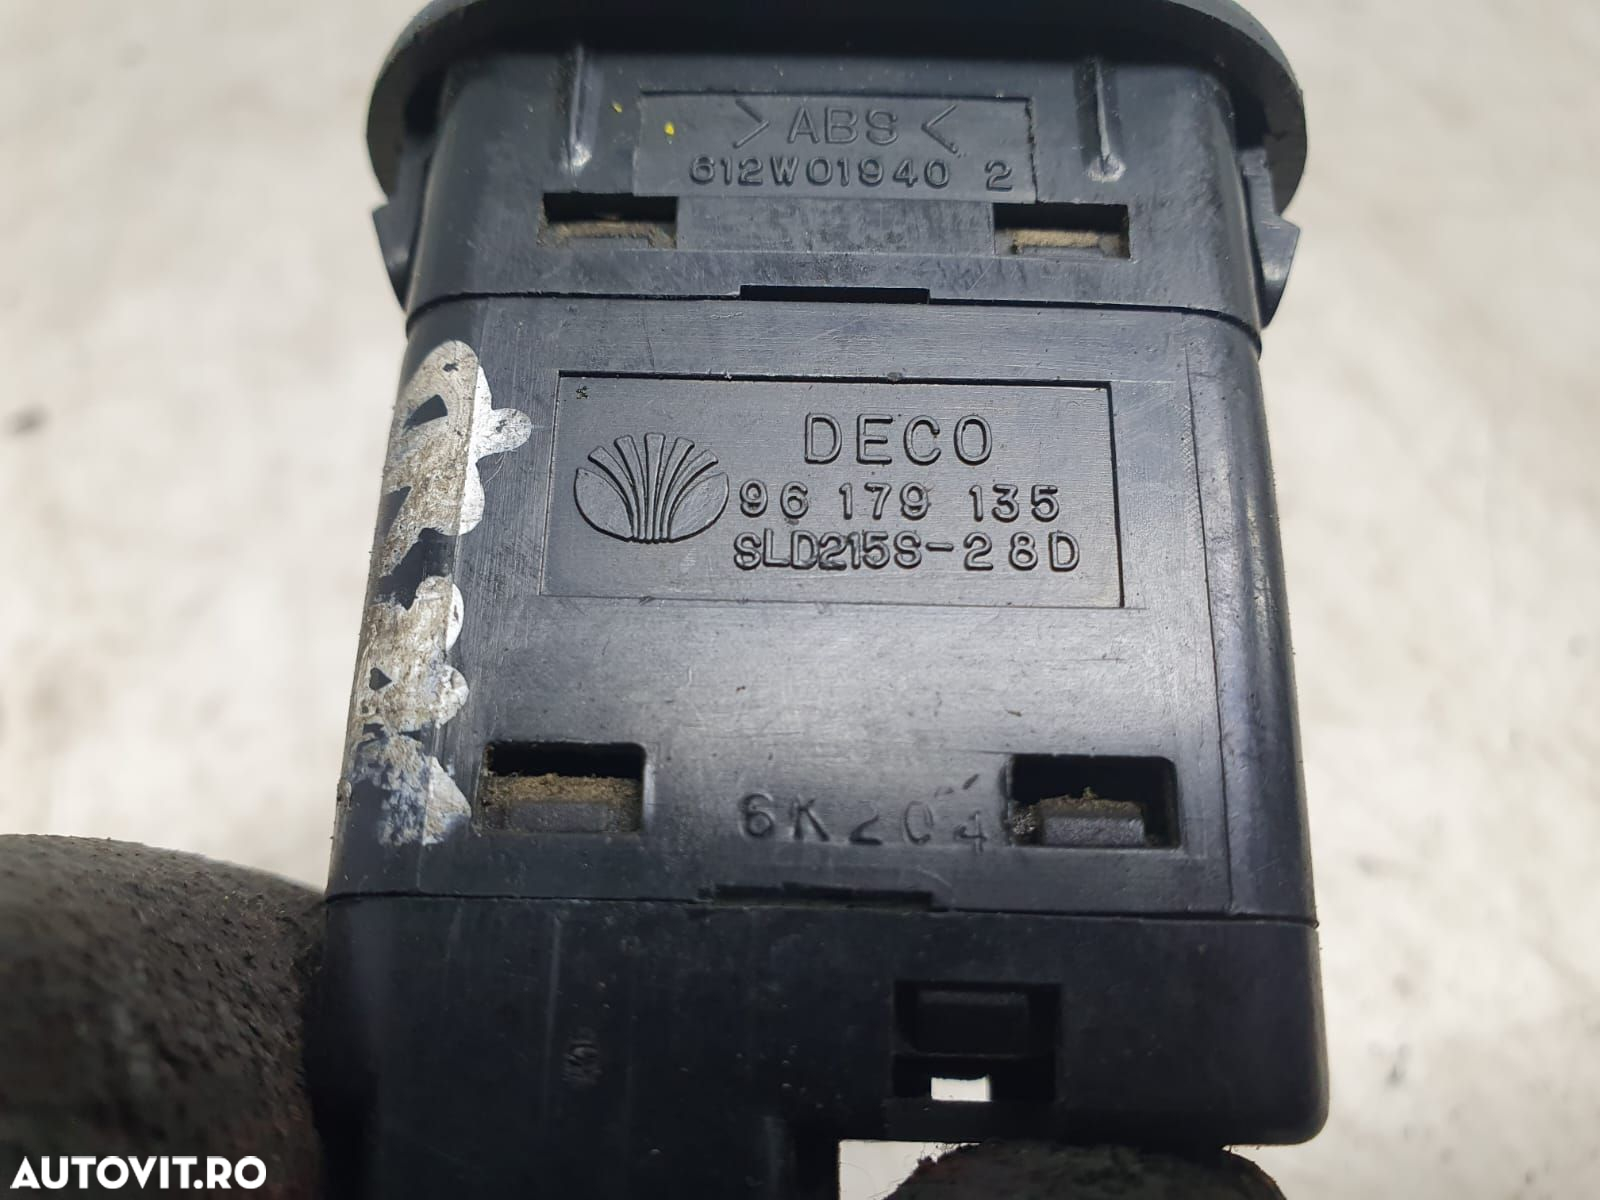 >ABS<
612W01940 2
DECO
96 179 135
SLD215S-28D
6K204
AUTOVIT.RO